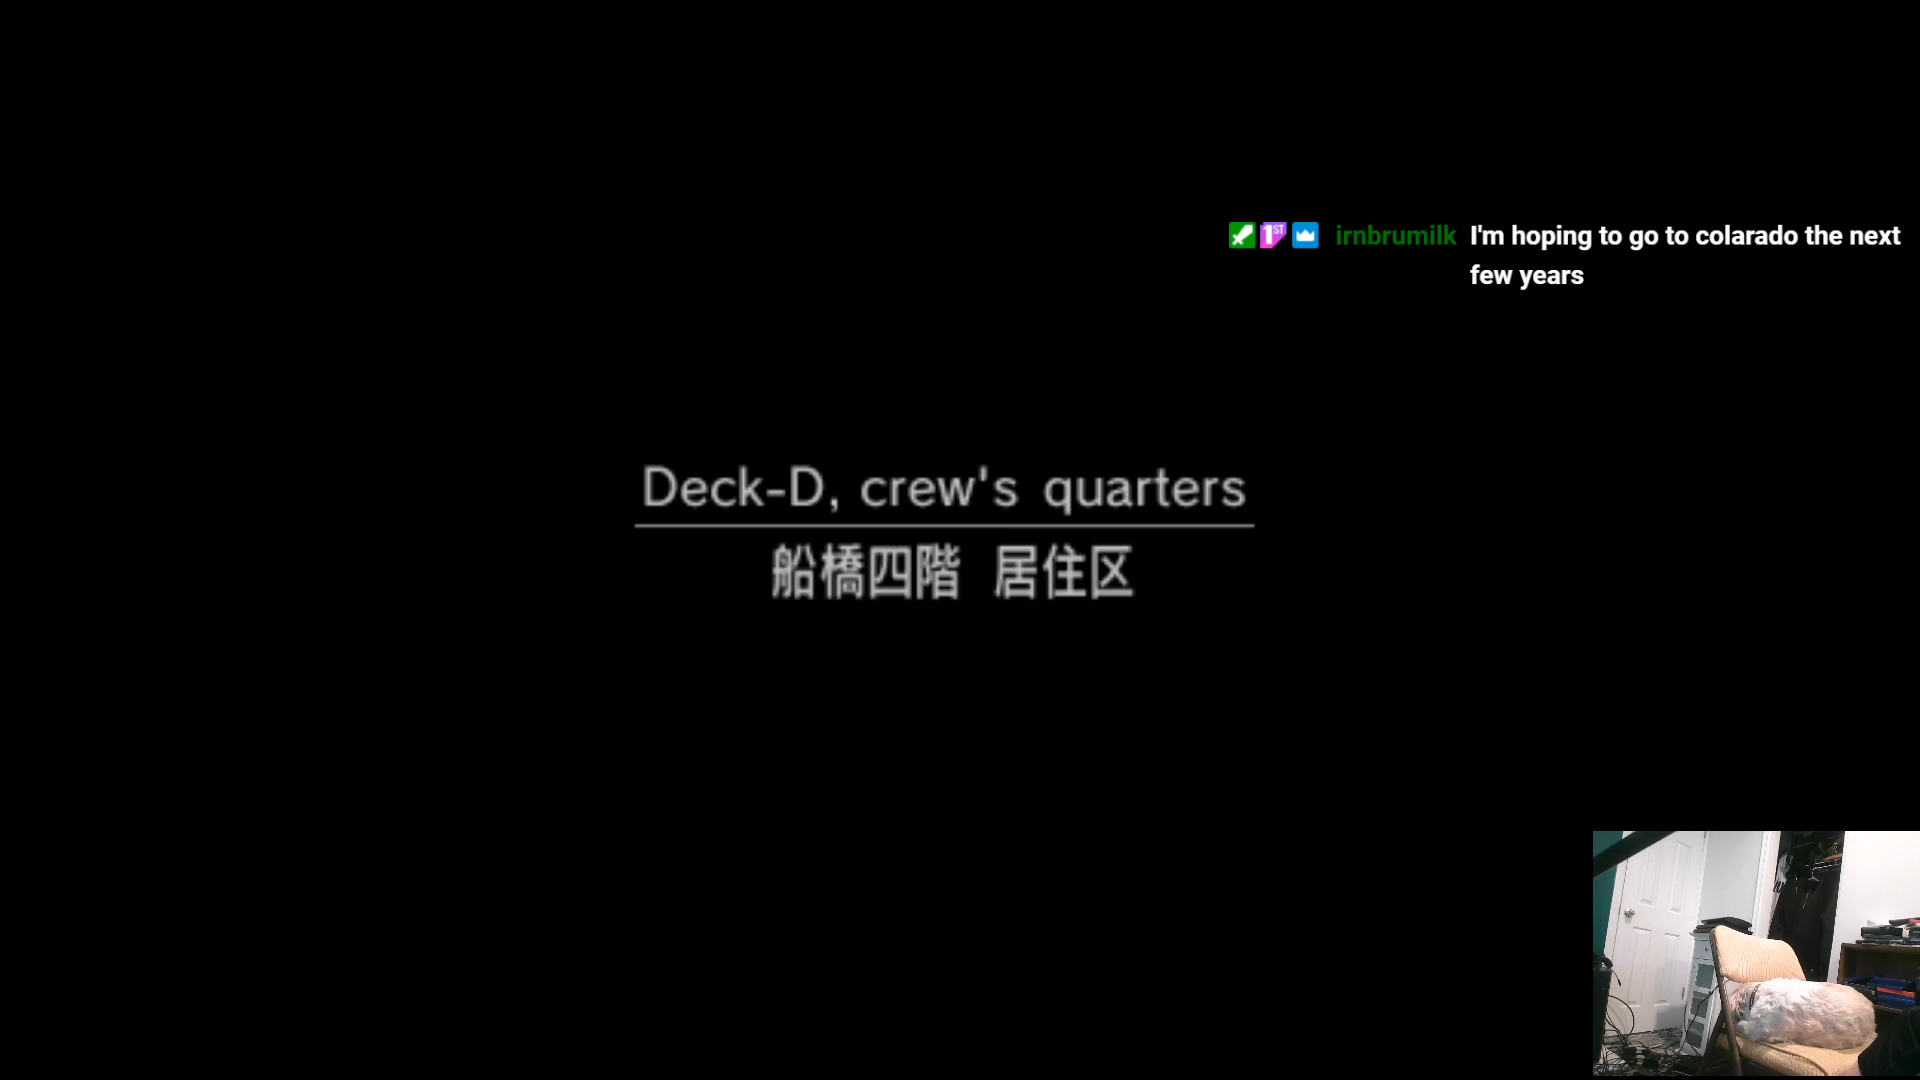 irnbrumilk I'm hoping to go to colarado the next
few years
Deck-D, crew's quarters
船橋四階 居住区